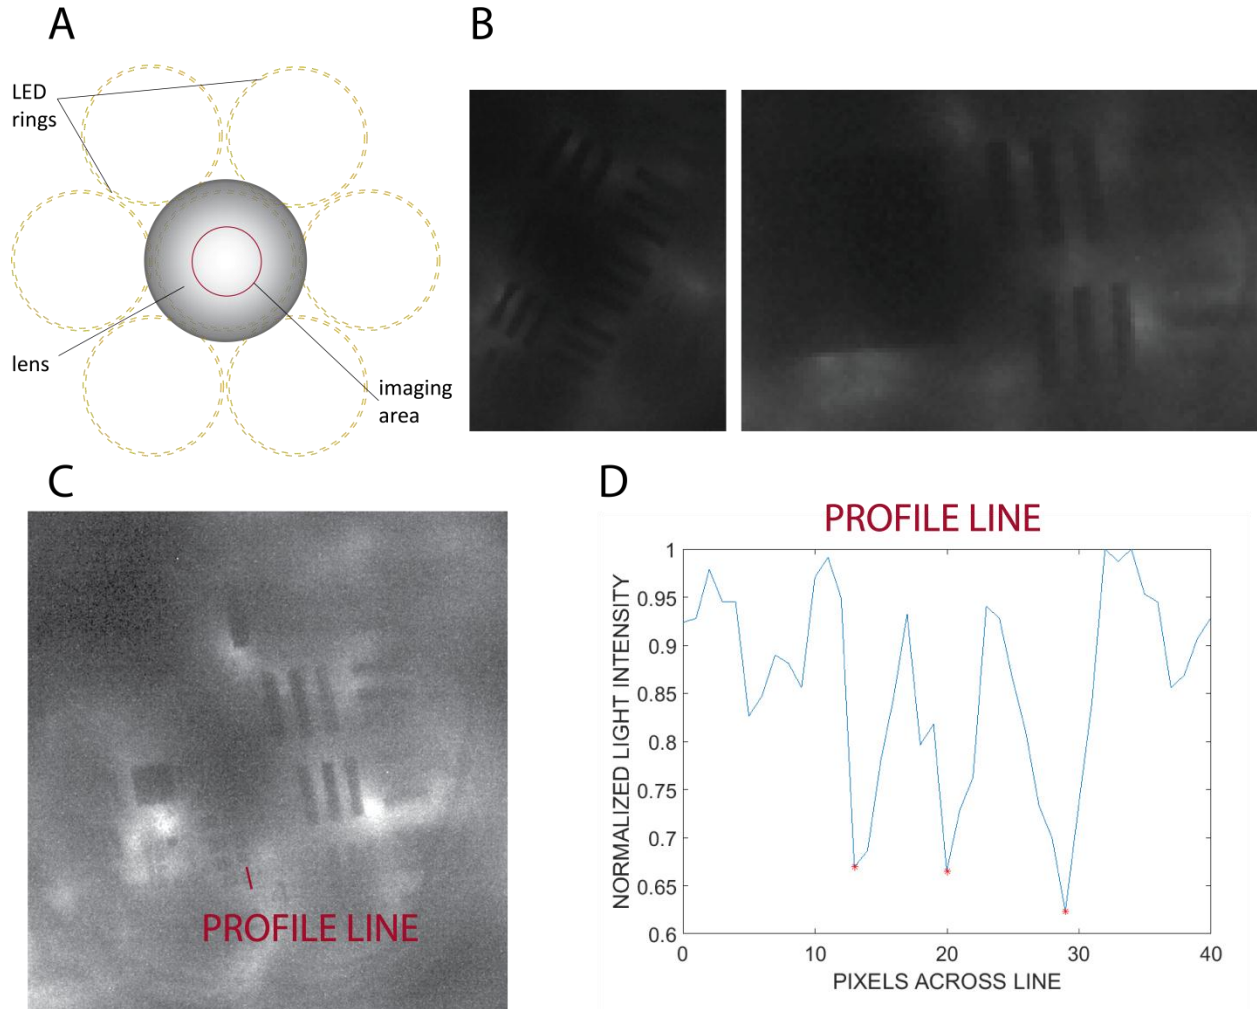 A
LED
rings
lens
imaging
area
B
C
PROFILE LINE
D
PROFILE LINE
NORMALIZED LIGHT INTENSITY
1
0.95
0.9
0.85
0.8
0.75
0.7
0.65
0.6
0
10
20
30
40
PIXELS ACROSS LINE